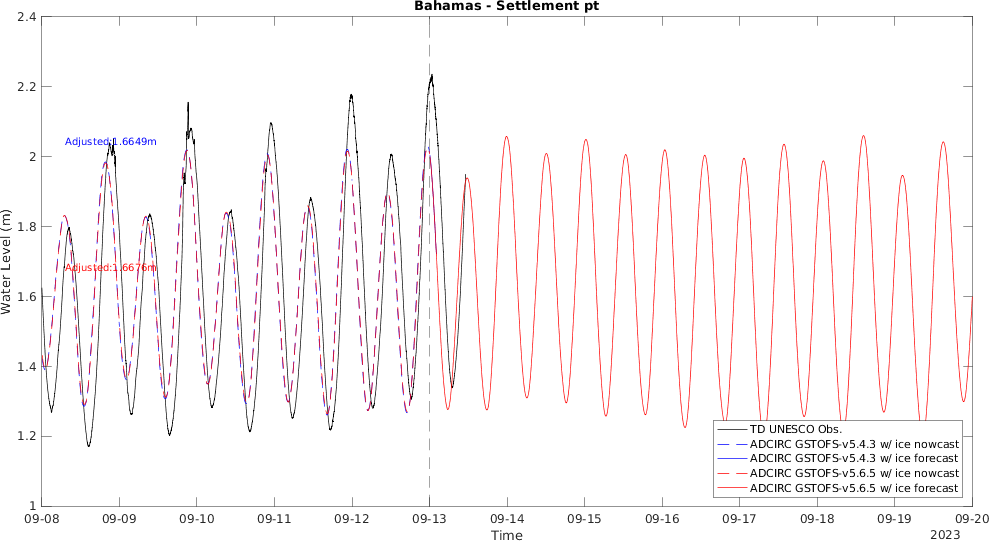 Bahamas - Settlement pt
2.4
2.2
2
1.8
1.6
1.4
1.2
1
Water Level (m)
Adjusted:1.6649m
Adjusted:1.6676m
TD UNESCO Obs.
ADCIRC GSTOFS-v5.4.3 w/ ice nowcast
ADCIRC GSTOFS-v5.4.3 w/ ice forecast
ADCIRC GSTOFS-v5.6.5 w/ ice nowcast
ADCIRC GSTOFS-v5.6.5 w/ ice forecast
09-08 09-09 09-10 09-11 09-12 09-13 09-14 09-15 09-16 09-17 09-18 09-19 09-20
Time
2023